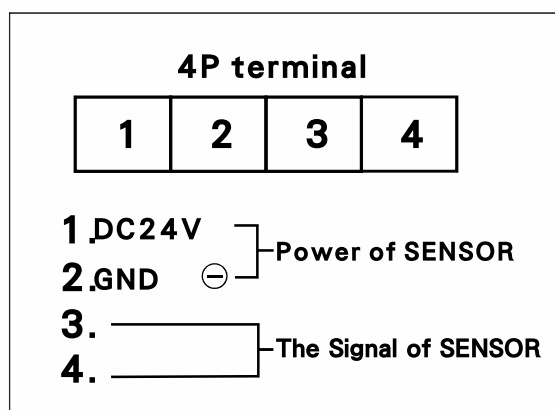 4P terminal
1 2 3 4
1.DC24V
Power of SENSOR
2.GND ⊖
3.
The Signal of SENSOR
4.